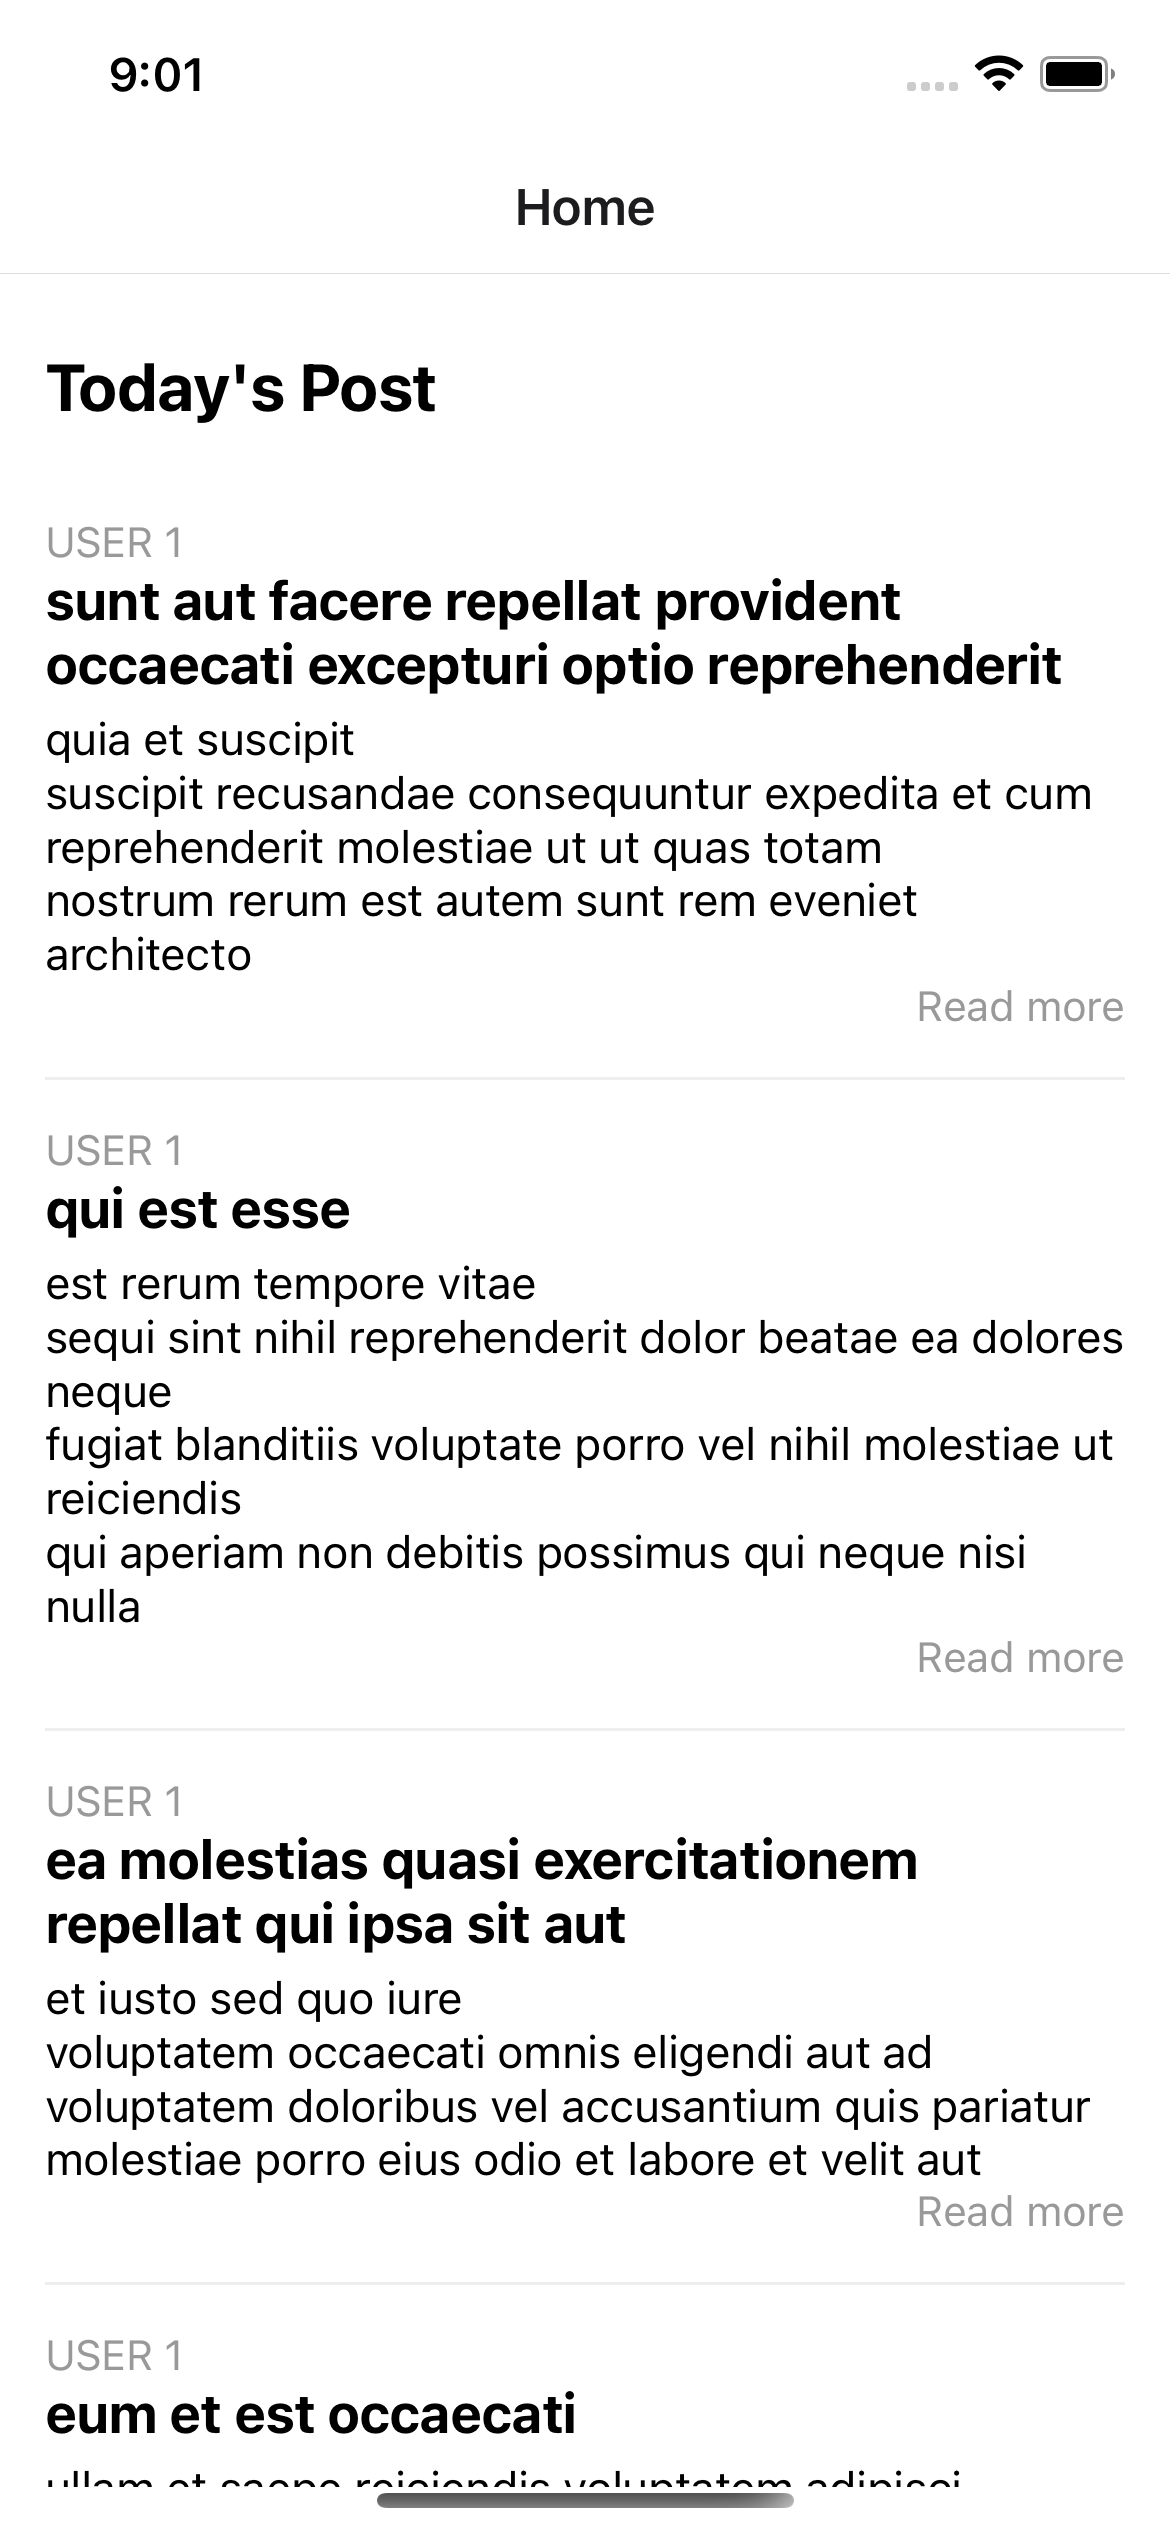 9:01
Home
Today's Post
USER 1
sunt aut facere repellat provident
occaecati excepturi optio reprehenderit
quia et suscipit
suscipit recusandae consequuntur expedita et cum
reprehenderit molestiae ut ut quas totam
nostrum rerum est autem sunt rem eveniet
architecto
Read more
USER 1
qui est esse
est rerum tempore vitae
sequi sint nihil reprehenderit dolor beatae ea dolores
neque
fugiat blanditiis voluptate porro vel nihil molestiae ut
reiciendis
qui aperiam non debitis possimus qui neque nisi
nulla
Read more
USER 1
ea molestias quasi exercitationem
repellat qui ipsa sit aut
et iusto sed quo iure
voluptatem occaecati omnis eligendi aut ad
voluptatem doloribus vel accusantium quis pariatur
molestiae porro eius odio et labore et velit aut
Read more
USER 1
eum et est occaecati
ullam et saepe reiciendis voluptatem adipisci